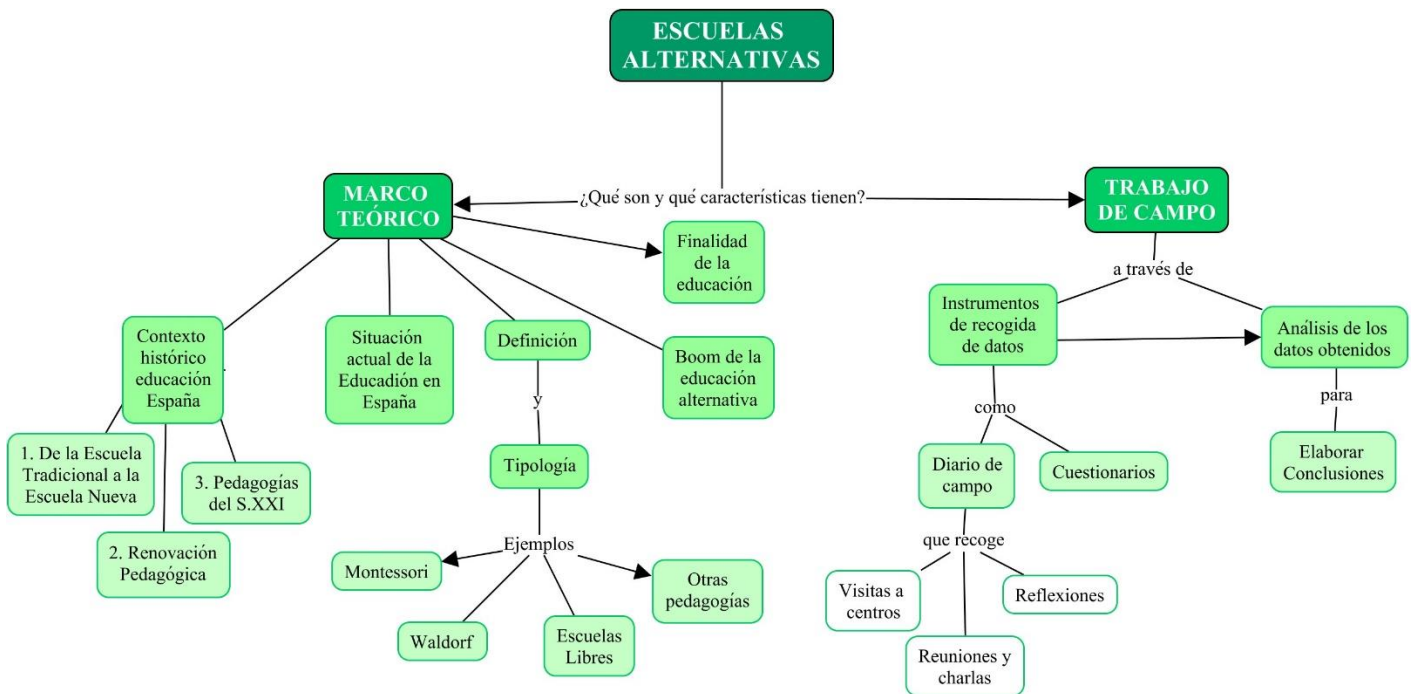 ESCUELAS
ALTERNATIVAS
¿Qué son y qué característícas tienen?
MARCO
TEÓRICO
Finalidad
de la
educación
Contexto
histórico
educación
España
Situación
actual de la
Educadión en
España
Definición
Boom de la
educación
alternativa
y
1. De la Escuela
Tradicional a la
Escuela Nueva
3. Pedagogías
del S.XXI
2. Renovación
Pedagógica
Tipología
Ejemplos
Montessori
Otras
pedagogías
Waldorf
Escuelas
Libres
TRABAJO
DE CAMPO
a través de
Instrumentos
de recogida
de datos
Análisis de los
datos obtenidos
como
para
Diario de
campo
Cuestionarios
Elaborar
Conclusiones
que recoge
Visitas a
centros
Reflexiones
Reuniones y
charlas